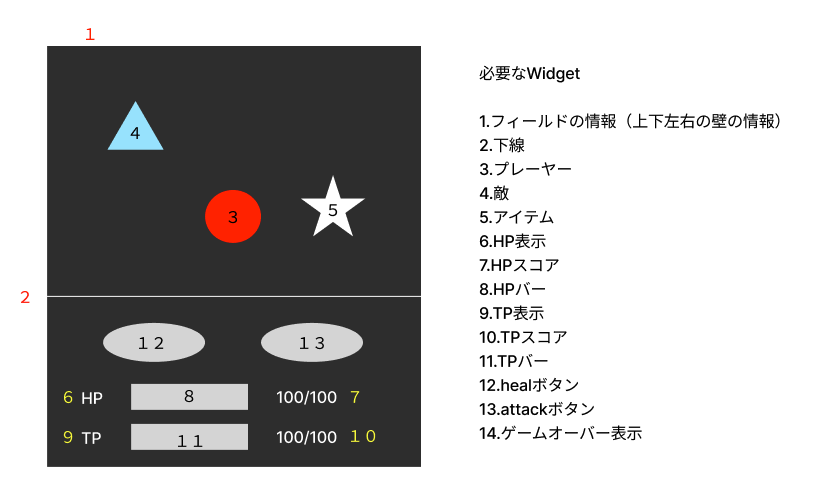 １
４
３
５
２
１２
１３
６ HP ８ 100/100 ７
９ TP １１ 100/100 １０
必要なWidget
1.フィールドの情報（上下左右の壁の情報）
2.下線
3.プレーヤー
4.敵
5.アイテム
6.HP表示
7.HPスコア
8.HPバー
9.TP表示
10.TPスコア
11.TPバー
12.healボタン
13.attackボタン
14.ゲームオーバー表示